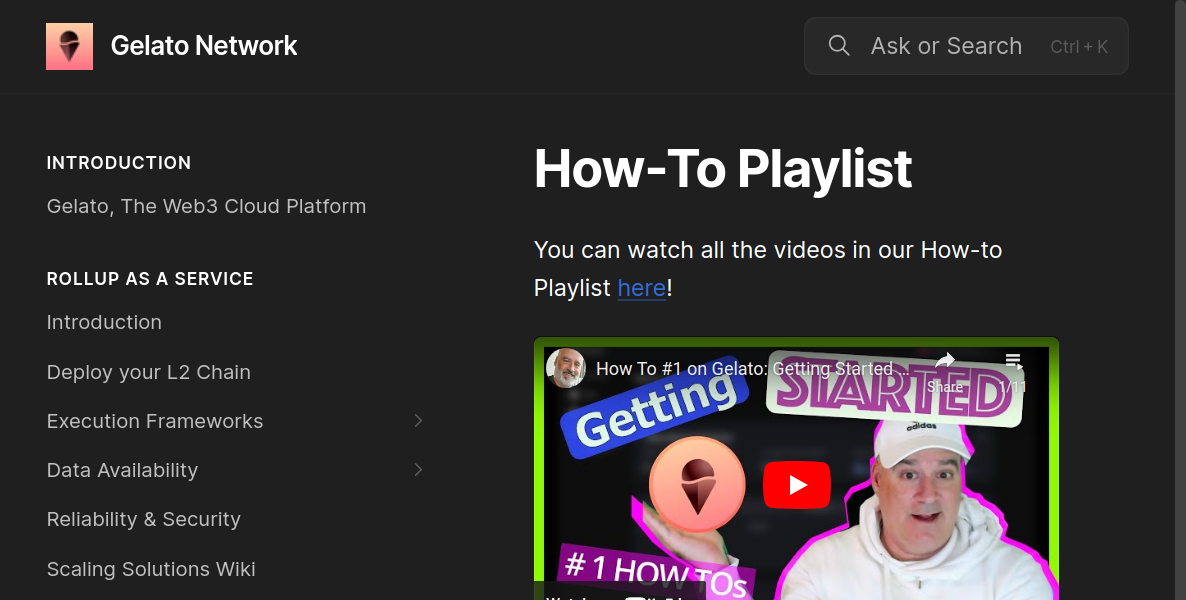 Gelato Network
Ask or Search
Ctrl + K
INTRODUCTION
Gelato, The Web3 Cloud Platform
ROLLUP AS A SERVICE
Introduction
Deploy your L2 Chain
Execution Frameworks
Data Availability
Reliability & Security
Scaling Solutions Wiki
How-To Playlist
You can watch all the videos in our How-to
Playlist here!
How To #1 on Gelato: Getting Started ...
Share
1/11
Getting
STARTED
adidas
# 1 HOW TOs